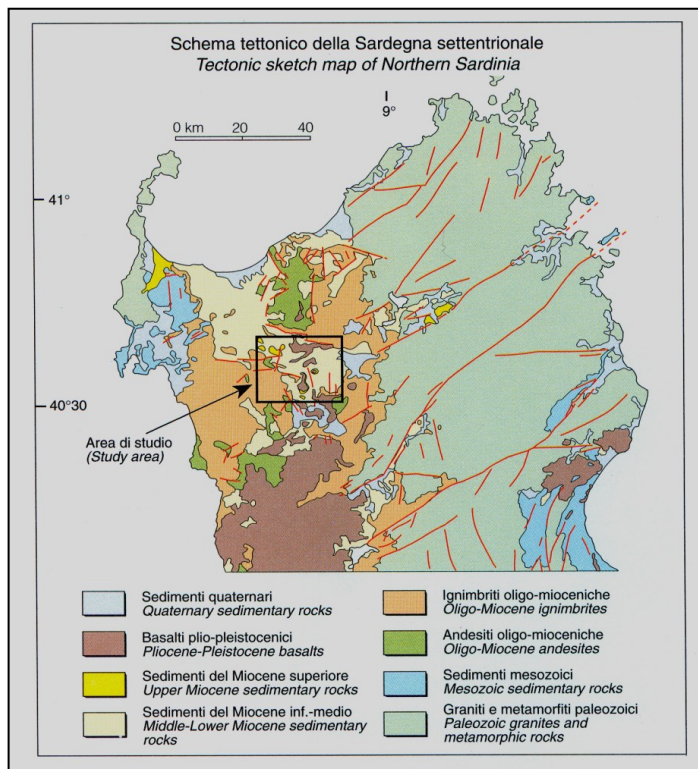 Schema tettonico della Sardegna settentrionale
Tectonic sketch map of Northern Sardinia
9°
0 km 20 40
41°
40°30
Area di studio
(Study area)
Sedimenti quaternari
Quaternary sedimentary rocks
Basalti plio-pleistocenici
Pliocene-Pleistocene basalts
Sedimenti del Miocene superiore
Upper Miocene sedimentary rocks
Sedimenti del Miocene inf.-medio
Middle-Lower Miocene sedimentary
rocks
Ignimbriti oligo-mioceniche
Oligo-Miocene ignimbrites
Andesiti oligo-mioceniche
Oligo-Miocene andesites
Sedimenti mesozoici
Mesozoic sedimentary rocks
Graniti e metamorfiti paleozoici
Paleozoic granites and
metamorphic rocks